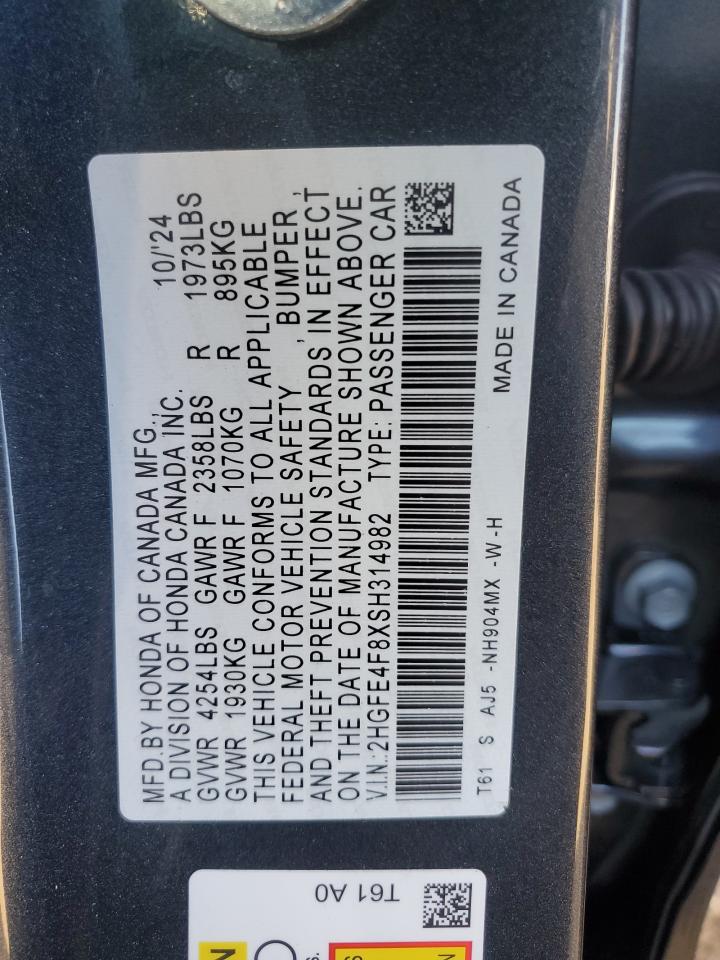 MFD.BY HONDA OF CANADA MFG., 10/'24
A DIVISION OF HONDA CANADA INC.
GVWR 4254LBS GAWR F 2358LBS R 1973LBS
GVWR 1930KG GAWR F 1070KG R 895KG
THIS VEHICLE CONFORMS TO ALL APPLICABLE
FEDERAL MOTOR VEHICLE SAFETY , BUMPER ,
AND THEFT PREVENTION STANDARDS IN EFFECT
ON THE DATE OF MANUFACTURE SHOWN ABOVE.
V.I.N.:2HGFE4F8XSH314982 TYPE: PASSENGER CAR
T61 S AJ5 -NH904MX -W-H MADE IN CANADA
T61 A0